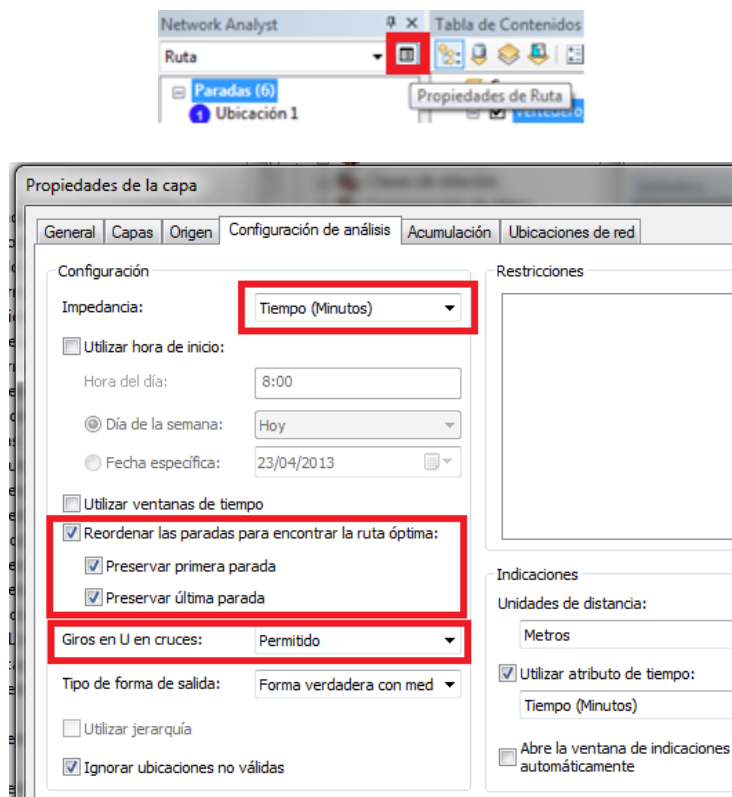 Network Analyst
Tabla de Contenidos
Ruta
Paradas (6)
Propiedades de Ruta
1 Ubicación 1
Propiedades de la capa
General Capas Origen Configuración de análisis Acumulación Ubicaciones de red
Configuración
Restricciones
Impedancia: Tiempo (Minutos)
Utilizar hora de inicio:
Hora del día: 8:00
Día de la semana: Hoy
Fecha específica: 23/04/2013
Utilizar ventanas de tiempo
Reordenar las paradas para encontrar la ruta óptima:
Preservar primera parada
Preservar última parada
Indicaciones
Unidades de distancia:
Giros en U en cruces: Permitido
Metros
Tipo de forma de salida: Forma verdadera con med
Utilizar atributo de tiempo:
Tiempo (Minutos)
Utilizar jerarquía
Abre la ventana de indicaciones
automáticamente
Ignorar ubicaciones no válidas